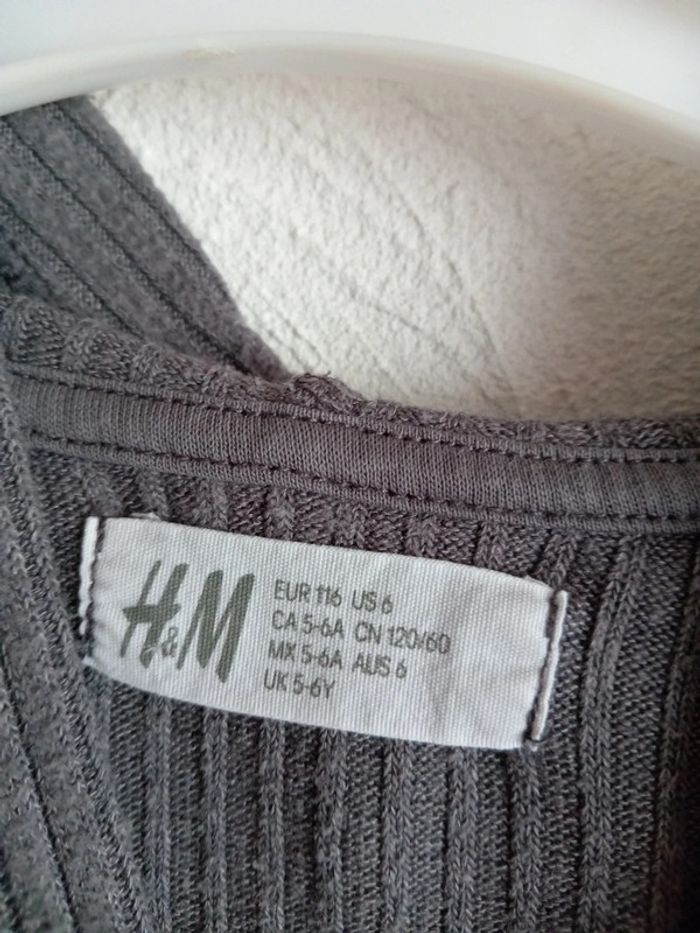 H&M
EUR 116 US 6
CA 5-6A CN 120/60
MX 5-6A AUS 6
UK 5-6Y